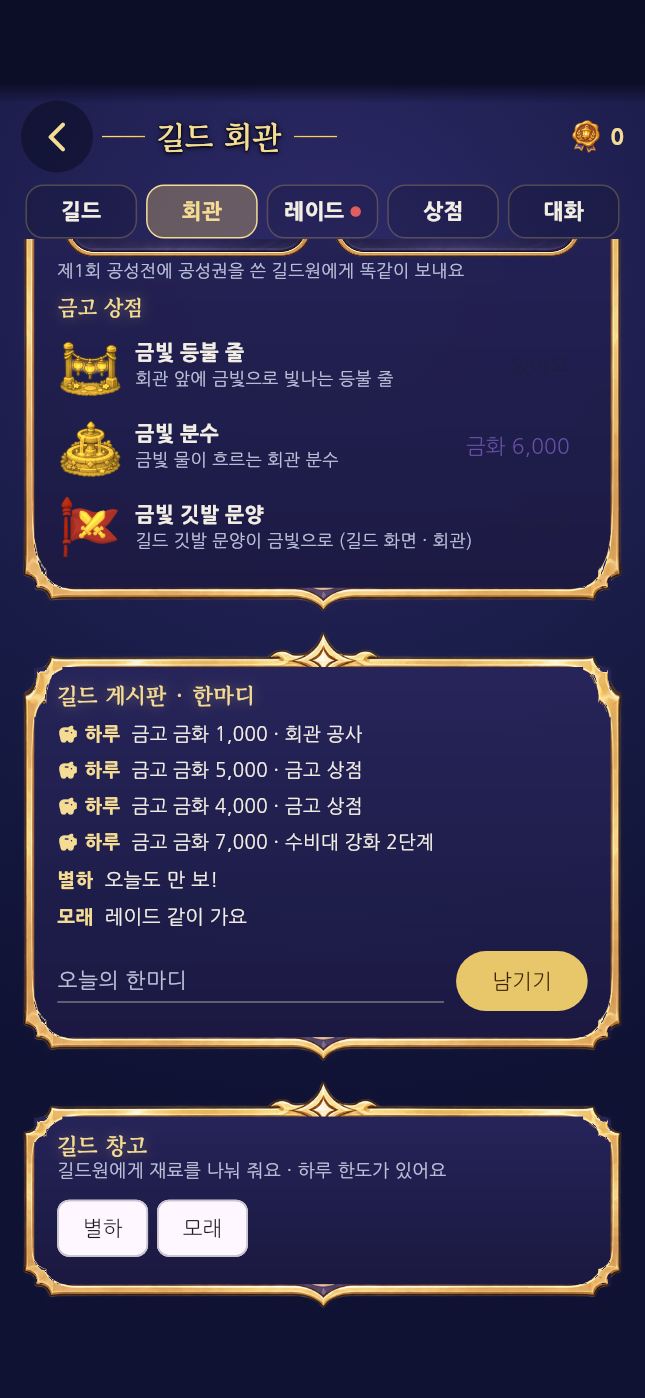 길드 회관
0
길드
회관
레이드
상점
대화
제1회 공성전에 공성권을 쓴 길드원에게 똑같이 보내요
금고 상점
금빛 등불 줄
회관 앞에 금빛으로 빛나는 등불 줄
금빛 분수
금빛 물이 흐르는 회관 분수
금화 6,000
금빛 깃발 문양
길드 깃발 문양이 금빛으로 (길드 화면 · 회관)
길드 게시판 · 한마디
하루 금고 금화 1,000 · 회관 공사
하루 금고 금화 5,000 · 금고 상점
하루 금고 금화 4,000 · 금고 상점
하루 금고 금화 7,000 · 수비대 강화 2단계
별하 오늘도 만 보!
모래 레이드 같이 가요
오늘의 한마디
남기기
길드 창고
길드원에게 재료를 나눠 줘요 · 하루 한도가 있어요
별하
모래